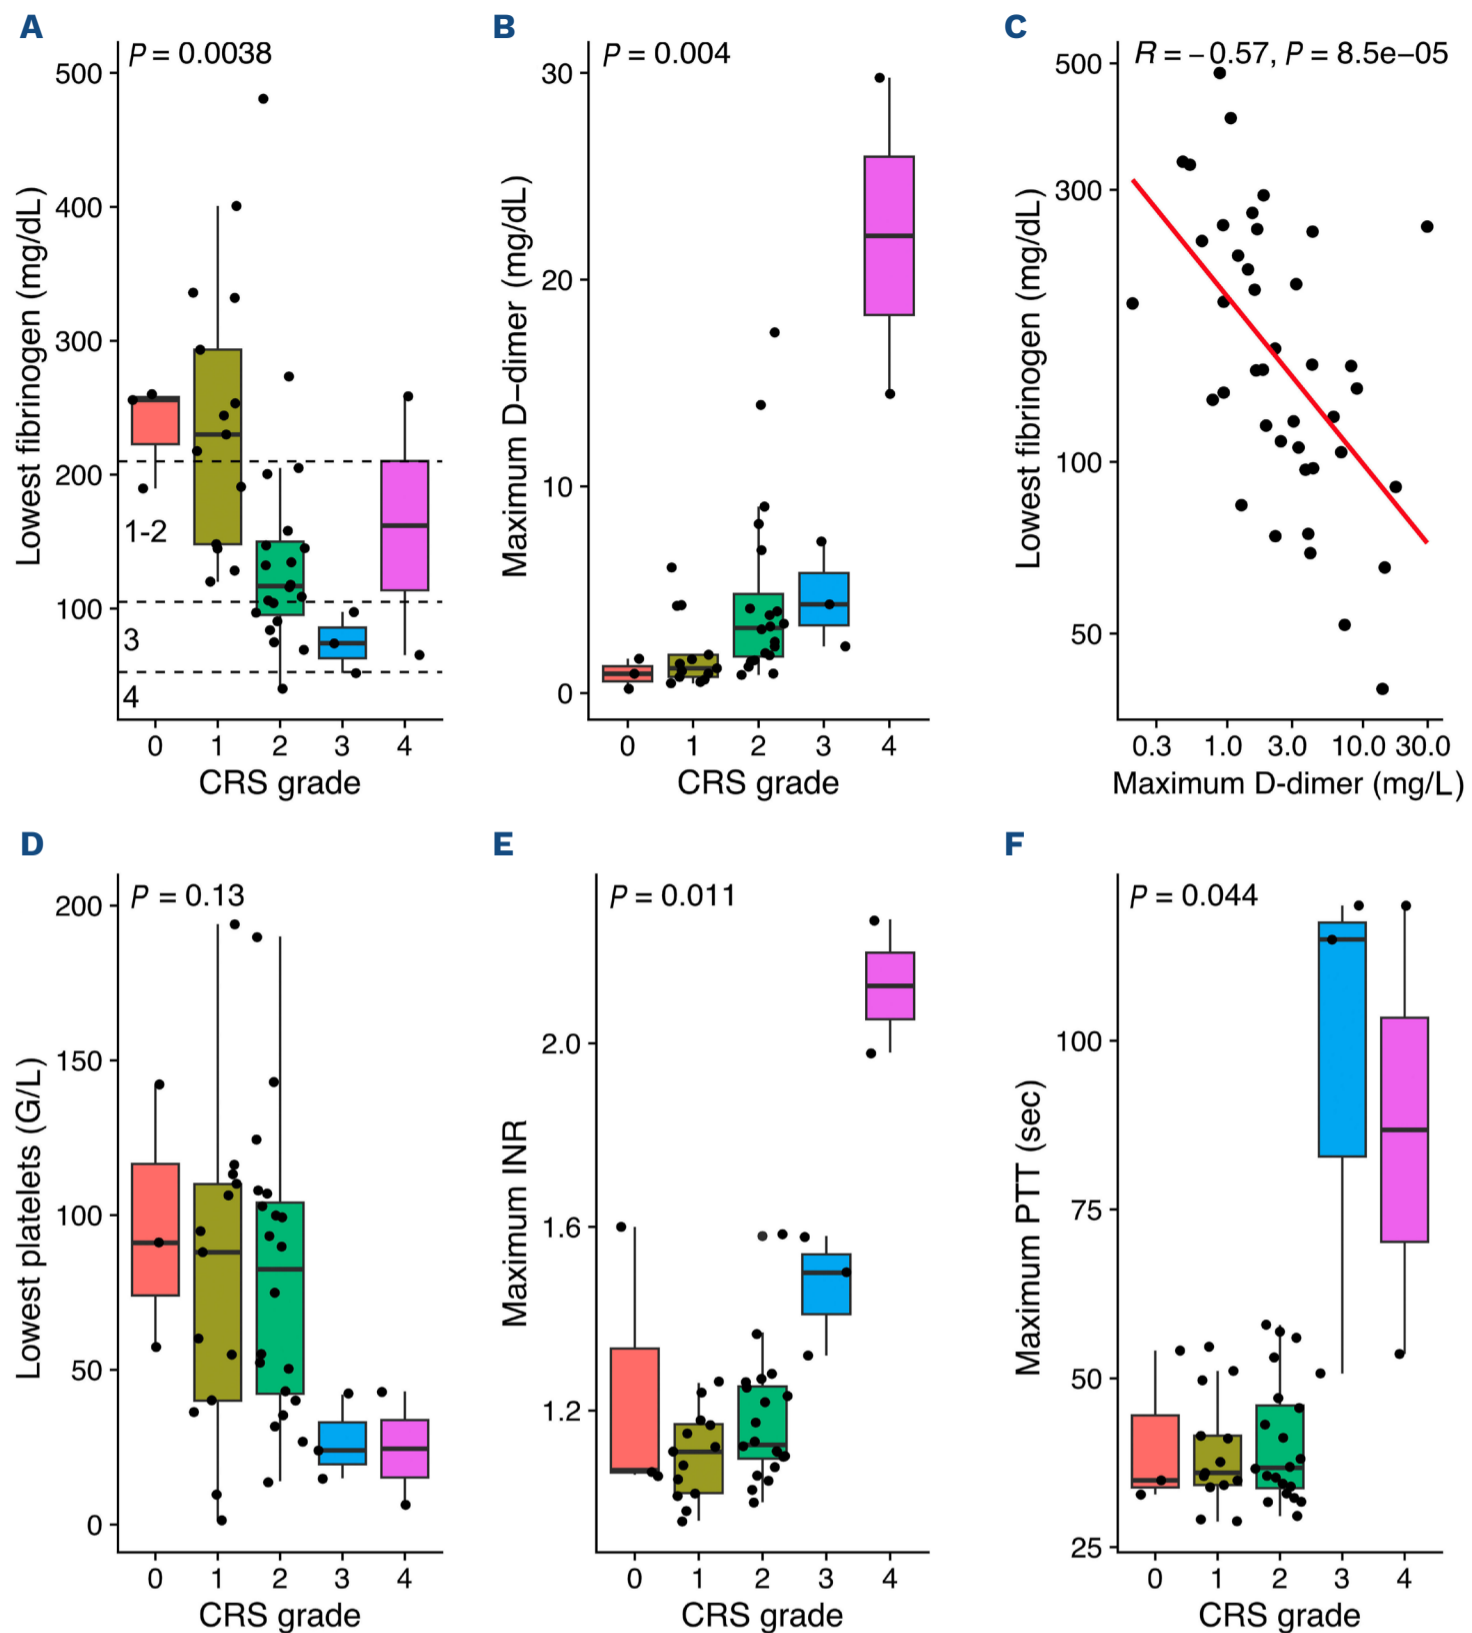 A
P = 0.0038
Lowest fibrinogen (mg/dL)
500
400
300
200
100
1-2
3
4
0 1 2 3 4
CRS grade
B
P = 0.004
Maximum D−dimer (mg/dL)
30
20
10
0
0 1 2 3 4
CRS grade
C
R = −0.57, P = 8.5e−05
Lowest fibrinogen (mg/dL)
500
300
100
50
0.3 1.0 3.0 10.0 30.0
Maximum D-dimer (mg/L)
D
P = 0.13
Lowest platelets (G/L)
200
150
100
50
0
0 1 2 3 4
CRS grade
E
P = 0.011
Maximum INR
2.0
1.6
1.2
0 1 2 3 4
CRS grade
F
P = 0.044
Maximum PTT (sec)
100
75
50
25
0 1 2 3 4
CRS grade